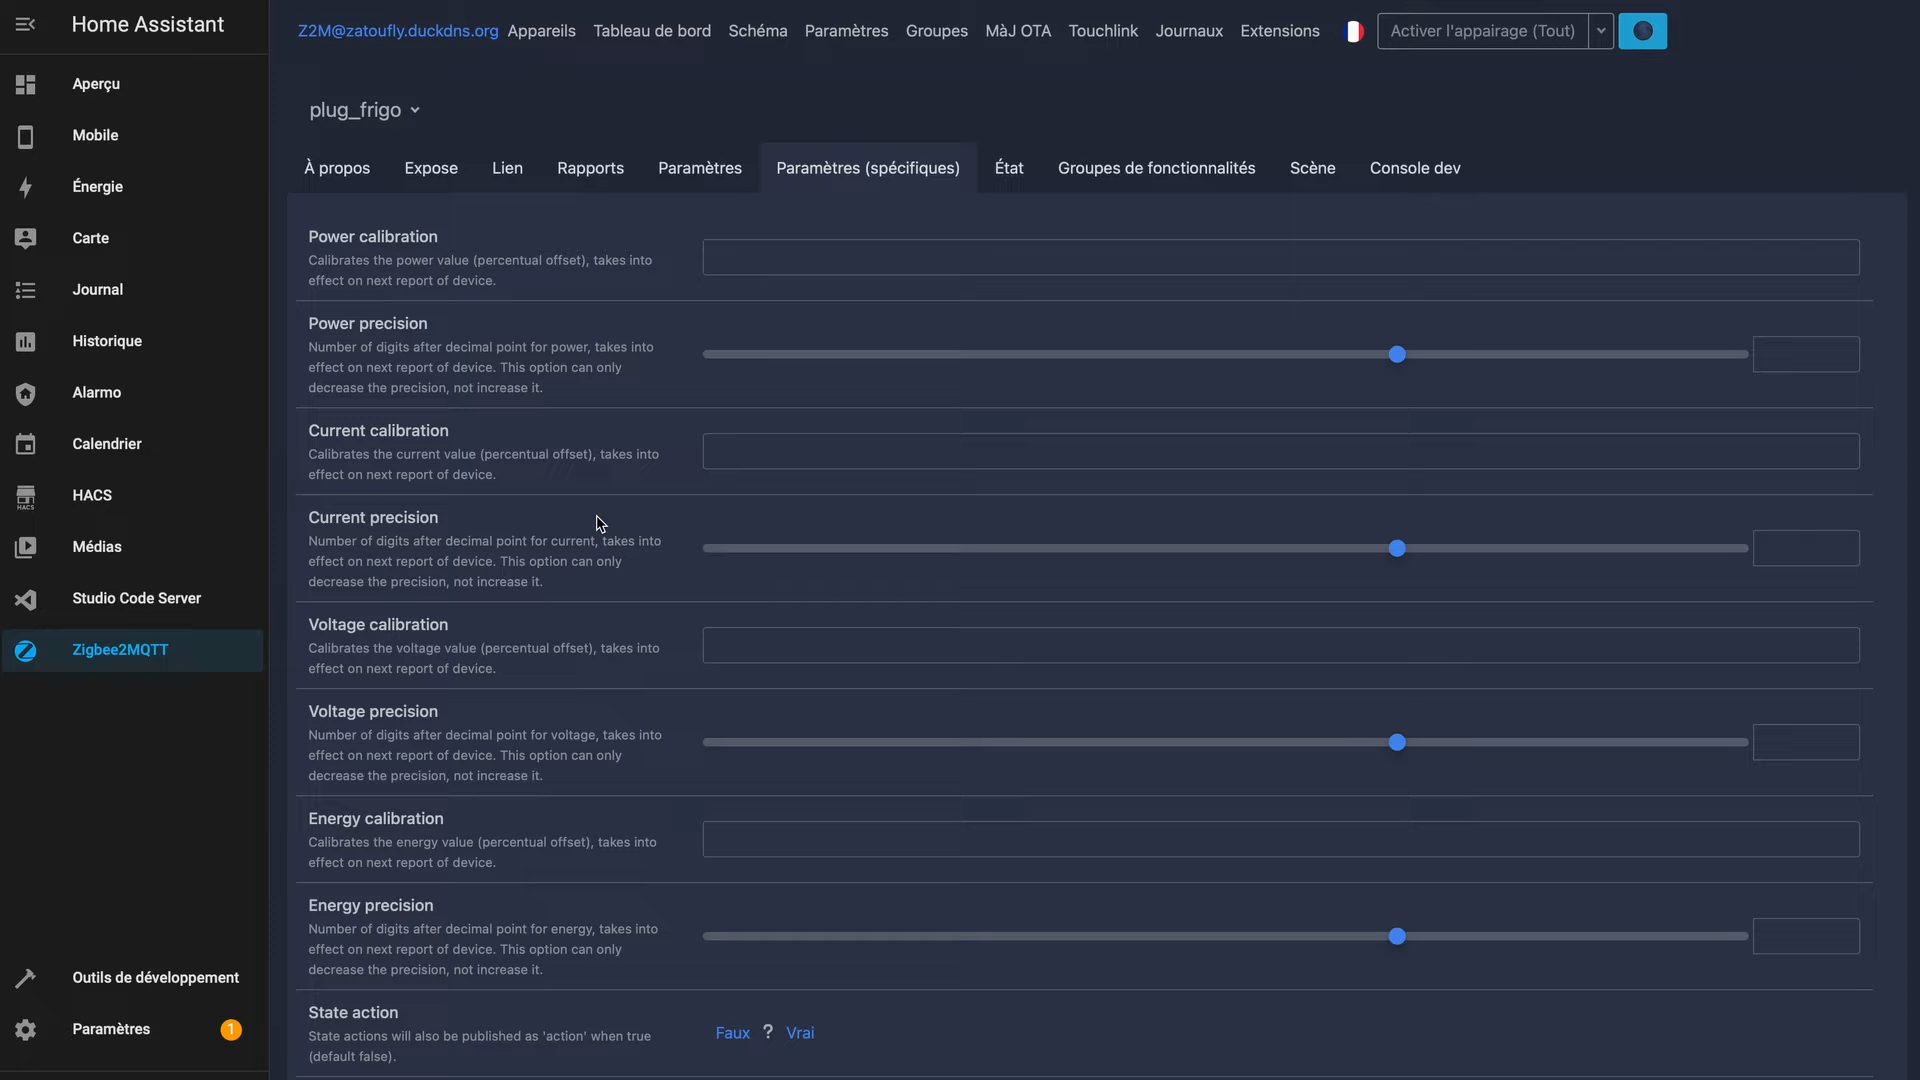 Home Assistant
Aperçu
Mobile
Énergie
Carte
Journal
Historique
Alarmo
Calendrier
HACS
HACS
Médias
Studio Code Server
Zigbee2MQTT
Outils de développement
Paramètres 1
Z2M@zatoufly.duckdns.org Appareils Tableau de bord Schéma Paramètres Groupes MàJ OTA Touchlink Journaux Extensions Activer l'appairage (Tout)
plug_frigo
À propos Expose Lien Rapports Paramètres Paramètres (spécifiques) État Groupes de fonctionnalités Scène Console dev
Power calibration
Calibrates the power value (percentual offset), takes into
effect on next report of device.
Power precision
Number of digits after decimal point for power, takes into
effect on next report of device. This option can only
decrease the precision, not increase it.
Current calibration
Calibrates the current value (percentual offset), takes into
effect on next report of device.
Current precision
Number of digits after decimal point for current, takes into
effect on next report of device. This option can only
decrease the precision, not increase it.
Voltage calibration
Calibrates the voltage value (percentual offset), takes into
effect on next report of device.
Voltage precision
Number of digits after decimal point for voltage, takes into
effect on next report of device. This option can only
decrease the precision, not increase it.
Energy calibration
Calibrates the energy value (percentual offset), takes into
effect on next report of device.
Energy precision
Number of digits after decimal point for energy, takes into
effect on next report of device. This option can only
decrease the precision, not increase it.
State action
State actions will also be published as 'action' when true
(default false).
Faux ? Vrai